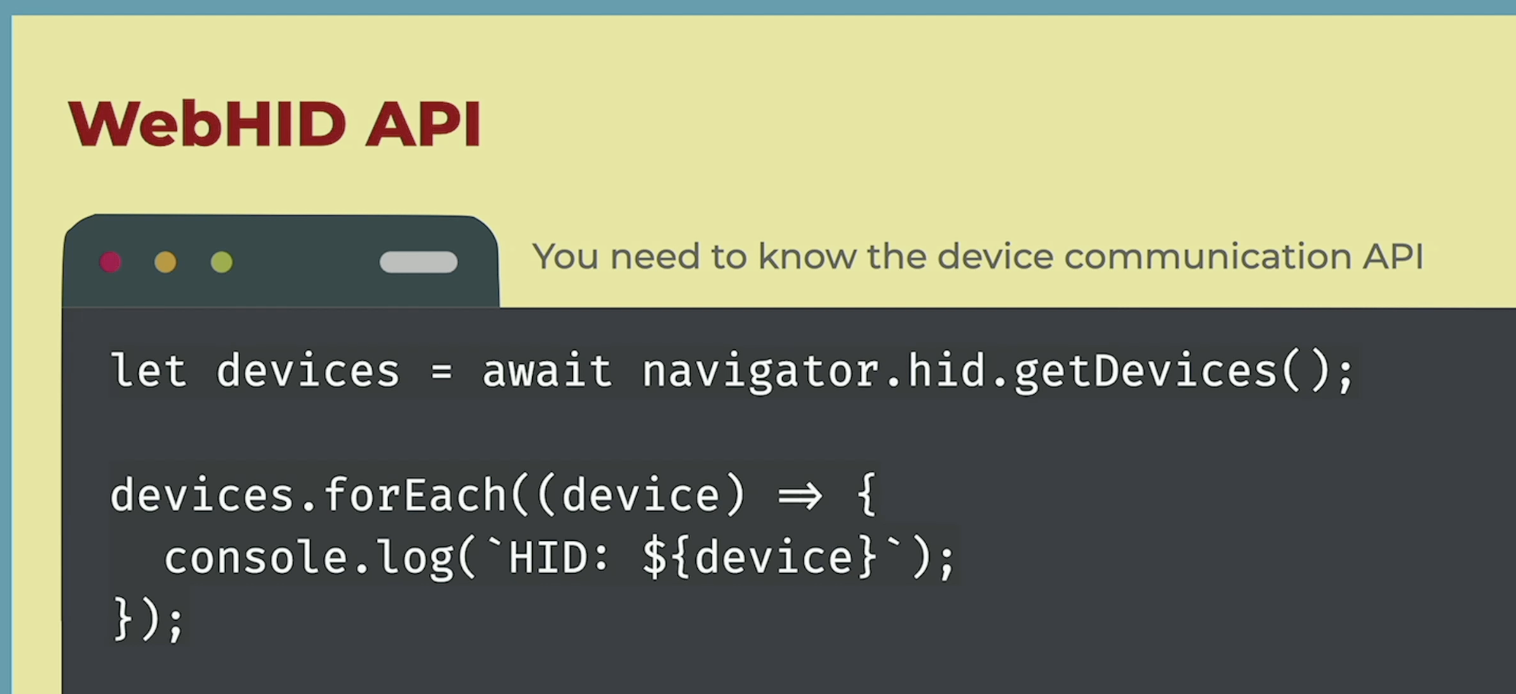 WebHID API
You need to know the device communication API
let devices = await navigator.hid.getDevices();
devices.forEach((device) => {
  console.log(`HID: ${device}`);
});